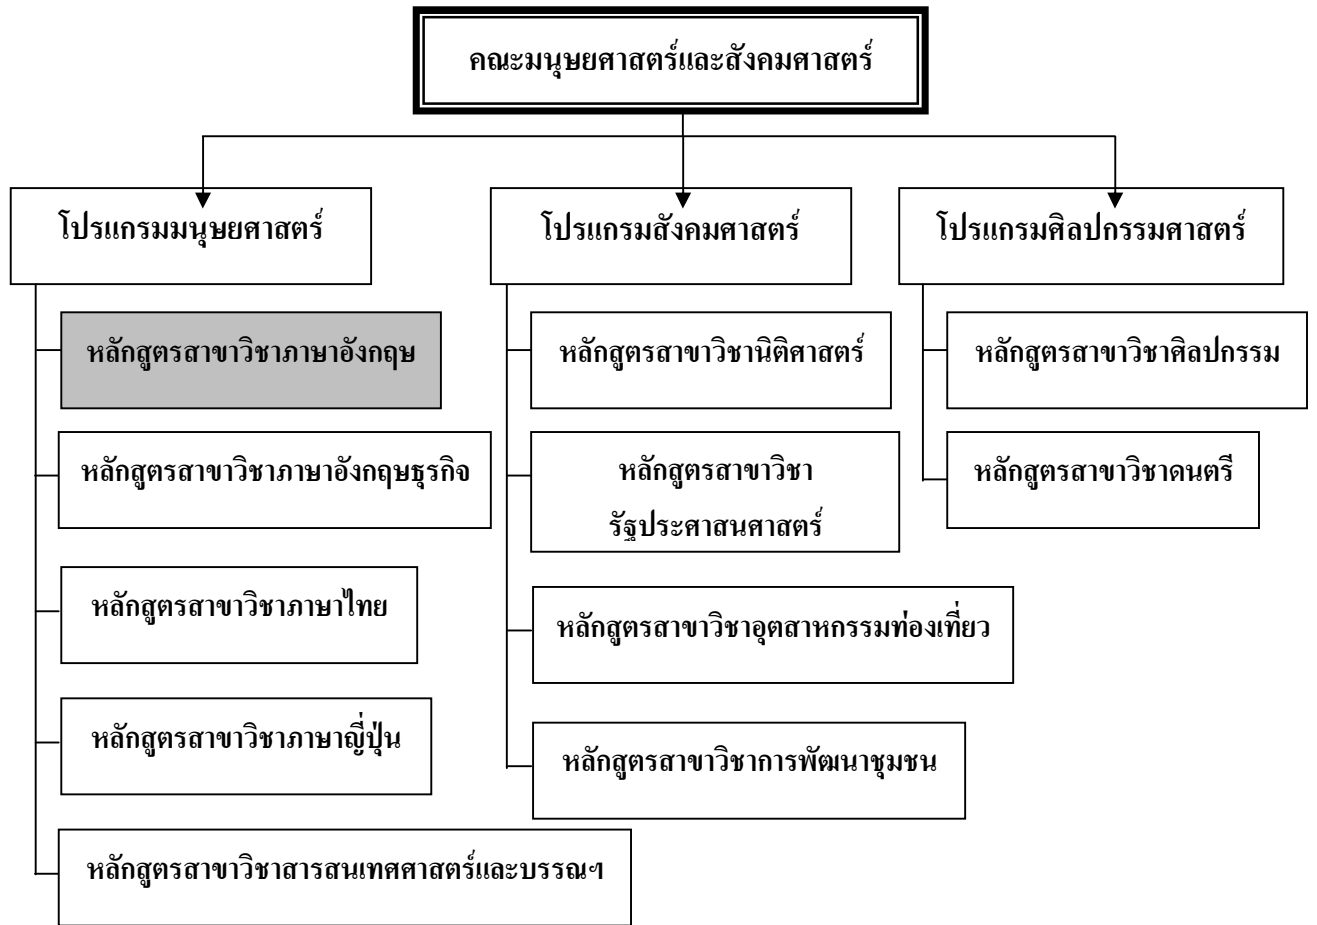 คณะมนุษยศาสตร์และสังคมศาสตร์
โปรแกรมมนุษยศาสตร์
หลักสูตรสาขาวิชาภาษาอังกฤษ
หลักสูตรสาขาวิชาภาษาอังกฤษธุรกิจ
หลักสูตรสาขาวิชาภาษาไทย
หลักสูตรสาขาวิชาภาษาญี่ปุ่น
หลักสูตรสาขาวิชาสารสนเทศศาสตร์และบรรณฯ
โปรแกรมสังคมศาสตร์
หลักสูตรสาขาวิชานิติศาสตร์
หลักสูตรสาขาวิชา
รัฐประศาสนศาสตร์
หลักสูตรสาขาวิชาอุตสาหกรรมท่องเที่ยว
หลักสูตรสาขาวิชาการพัฒนาชุมชน
โปรแกรมศิลปกรรมศาสตร์
หลักสูตรสาขาวิชาศิลปกรรม
หลักสูตรสาขาวิชาดนตรี